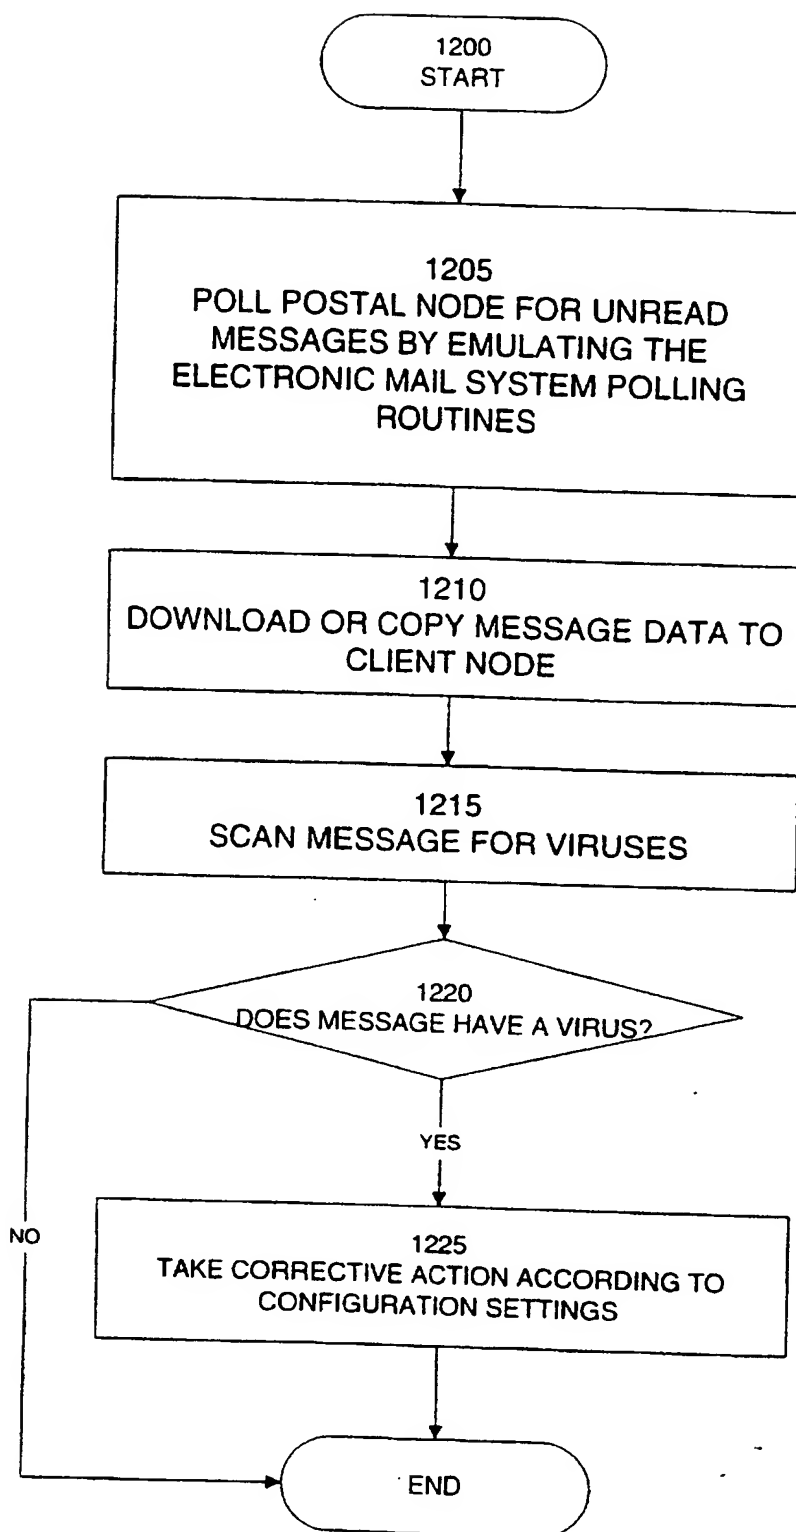 1200
START
1205
POLL POSTAL NODE FOR UNREAD
MESSAGES BY EMULATING THE
ELECTRONIC MAIL SYSTEM POLLING
ROUTINES
1210
DOWNLOAD OR COPY MESSAGE DATA TO
CLIENT NODE
1215
SCAN MESSAGE FOR VIRUSES
1220
DOES MESSAGE HAVE A VIRUS?
YES
NO
1225
TAKE CORRECTIVE ACTION ACCORDING TO
CONFIGURATION SETTINGS
END